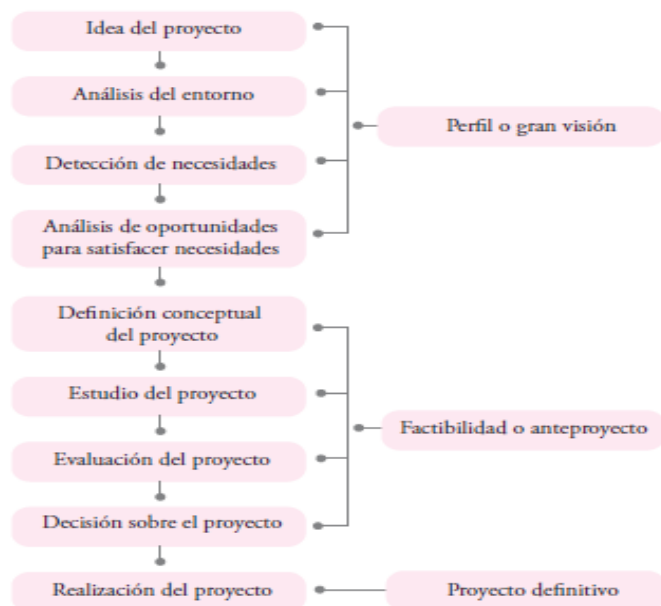 Idea del proyecto
Análisis del entorno
Perfil o gran visión
Detección de necesidades
Análisis de oportunidades
para satisfacer necesidades
Definición conceptual
del proyecto
Estudio del proyecto
Factibilidad o anteproyecto
Evaluación del proyecto
Decisión sobre el proyecto
Realización del proyecto
Proyecto definitivo